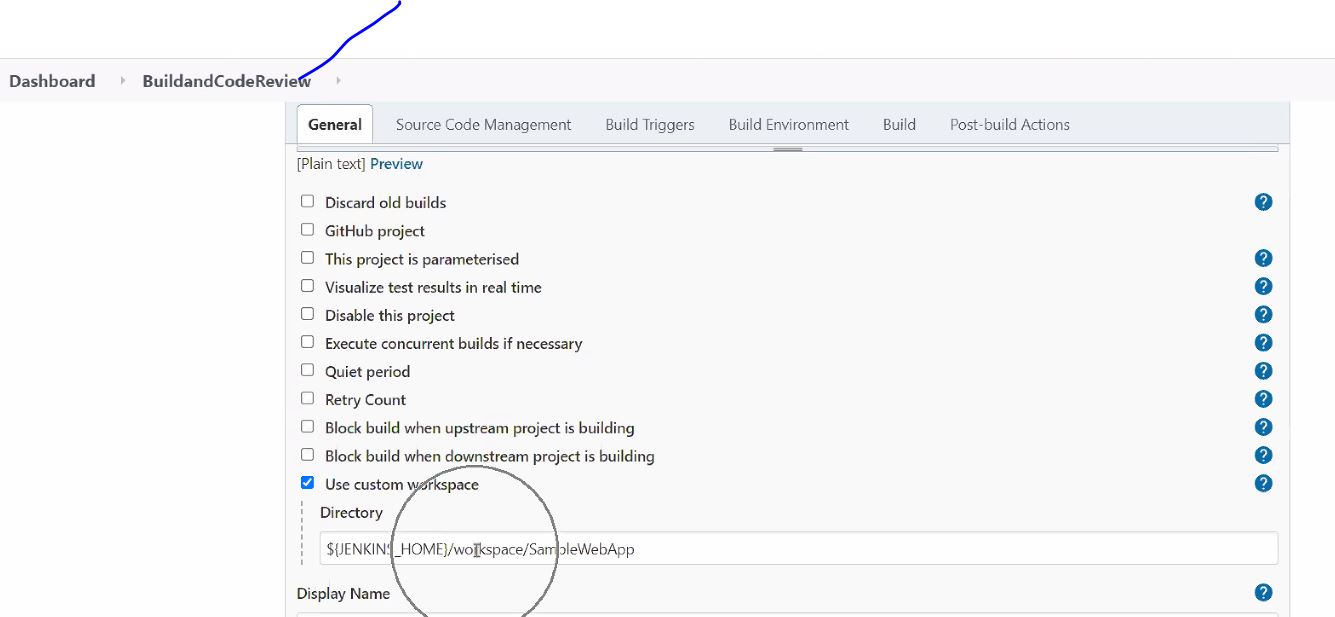 Dashboard BuildandCodeReview
General Source Code Management Build Triggers Build Environment Build Post-build Actions
[Plain text] Preview
Discard old builds ?
GitHub project
This project is parameterised ?
Visualize test results in real time ?
Disable this project ?
Execute concurrent builds if necessary ?
Quiet period ?
Retry Count ?
Block build when upstream project is building ?
Block build when downstream project is building ?
Use custom workspace ?
Directory
${JENKINS_HOME}/workspace/SampleWebApp
Display Name ?